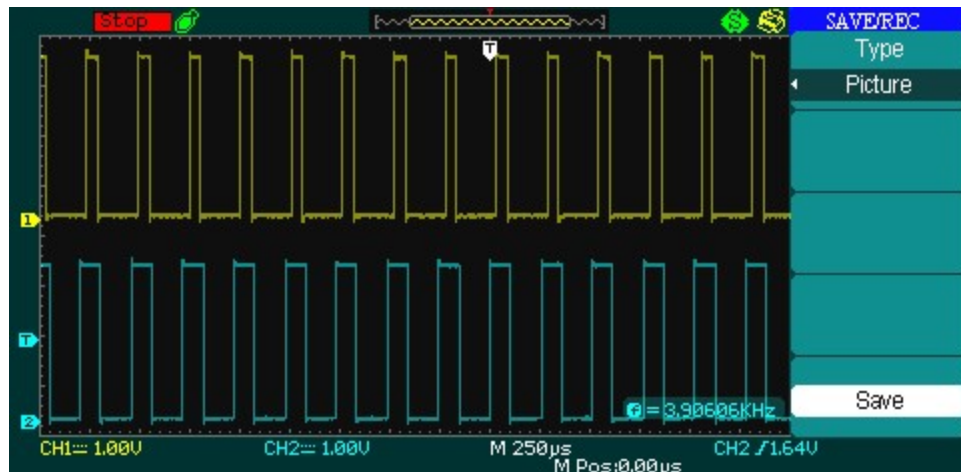 Stop T S SAVE/REC
Type
Picture
1
T
2
f = 3.90606KHz
Save
CH1 1.00V CH2 1.00V M 250µs CH2 1.64V
M Pos:0.00µs